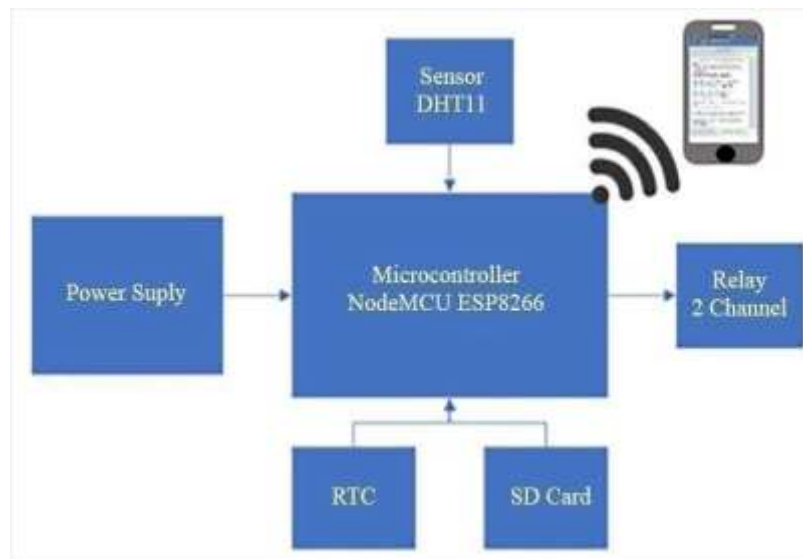 Sensor
DHT11
Power Suply
Microcontroller
NodeMCU ESP8266
Relay
2 Channel
RTC
SD Card